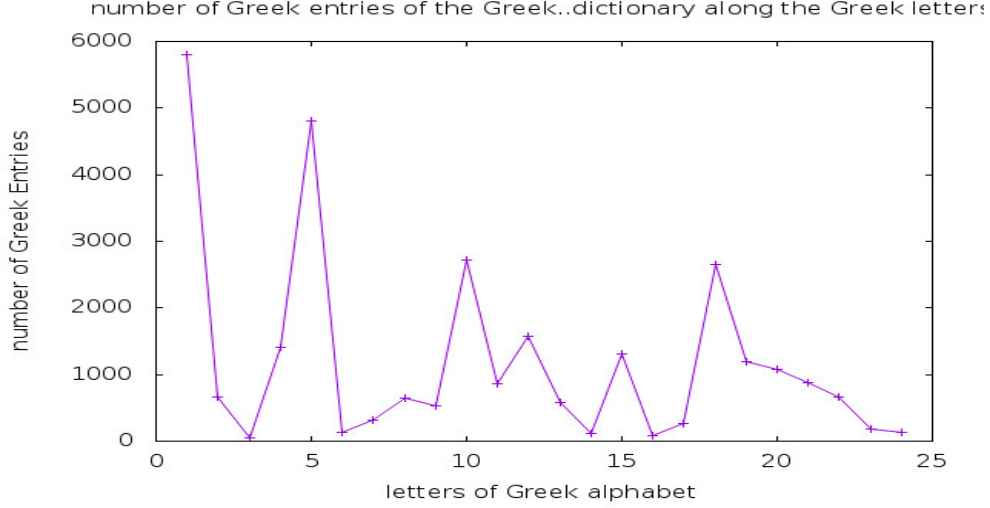 number of Greek entries of the Greek..dictionary along the Greek letters
6000
5000
4000
3000
2000
1000
0
number of Greek Entries
0 5 10 15 20 25
letters of Greek alphabet